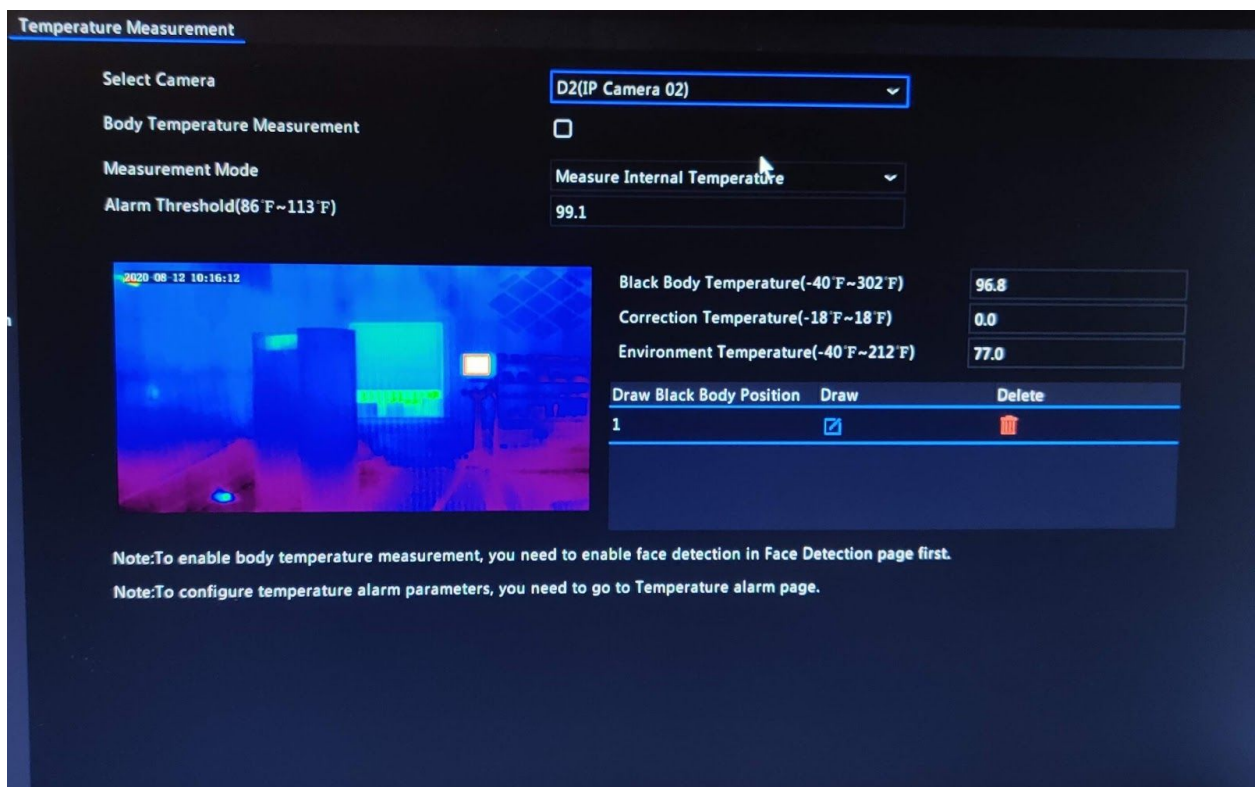 Temperature Measurement
Select Camera
D2(IP Camera 02)
Body Temperature Measurement
Measurement Mode
Measure Internal Temperature
Alarm Threshold(86°F~113°F)
99.1
2020-08-12 10:16:12
Black Body Temperature(-40°F~302°F)
96.8
Correction Temperature(-18°F~18°F)
0.0
Environment Temperature(-40°F~212°F)
77.0
Draw Black Body Position Draw Delete
1
Note:To enable body temperature measurement, you need to enable face detection in Face Detection page first.
Note:To configure temperature alarm parameters, you need to go to Temperature alarm page.